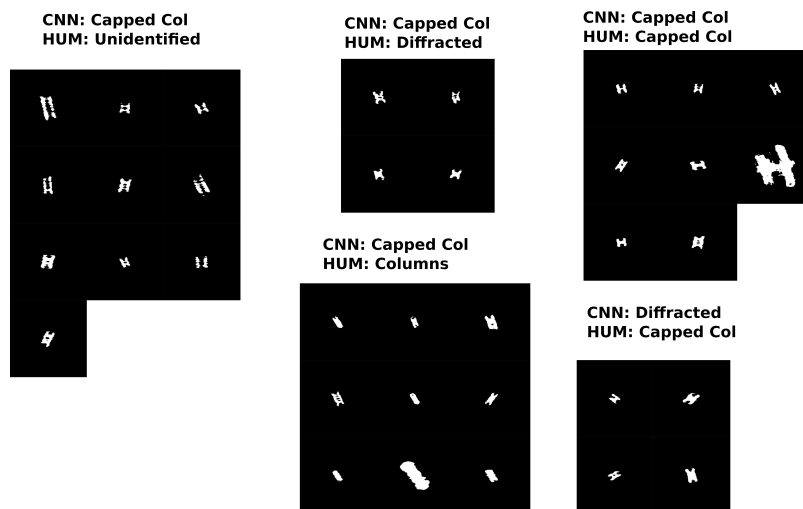 CNN: Capped Col
HUM: Unidentified
CNN: Capped Col
HUM: Diffracted
CNN: Capped Col
HUM: Capped Col
CNN: Capped Col
HUM: Columns
CNN: Diffracted
HUM: Capped Col